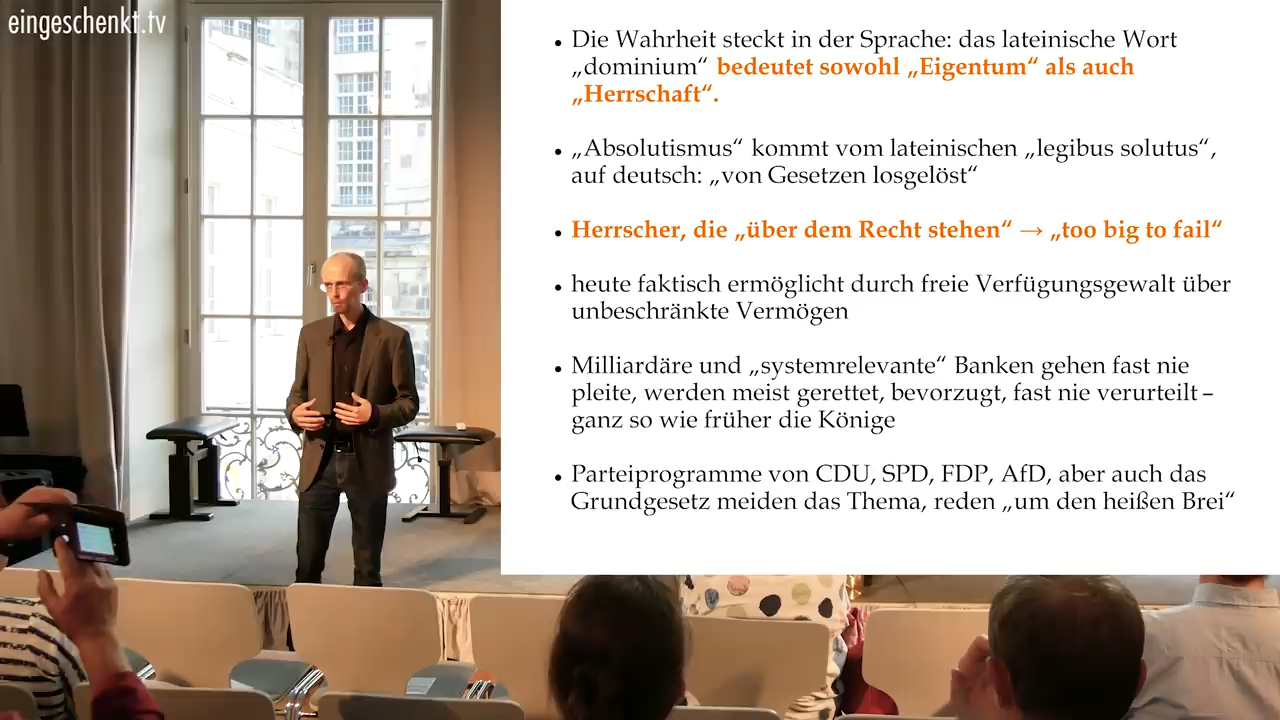 eingeschenkt.tv
• Die Wahrheit steckt in der Sprache: das lateinische Wort
„dominium“ bedeutet sowohl „Eigentum“ als auch
„Herrschaft“.
• „Absolutismus“ kommt vom lateinischen „legibus solutus“,
auf deutsch: „von Gesetzen losgelöst“
• Herrscher, die „über dem Recht stehen“ → „too big to fail“
• heute faktisch ermöglicht durch freie Verfügungsgewalt über
unbeschränkte Vermögen
• Milliardäre und „systemrelevante“ Banken gehen fast nie
pleite, werden meist gerettet, bevorzugt, fast nie verurteilt –
ganz so wie früher die Könige
• Parteiprogramme von CDU, SPD, FDP, AfD, aber auch das
Grundgesetz meiden das Thema, reden „um den heißen Brei“